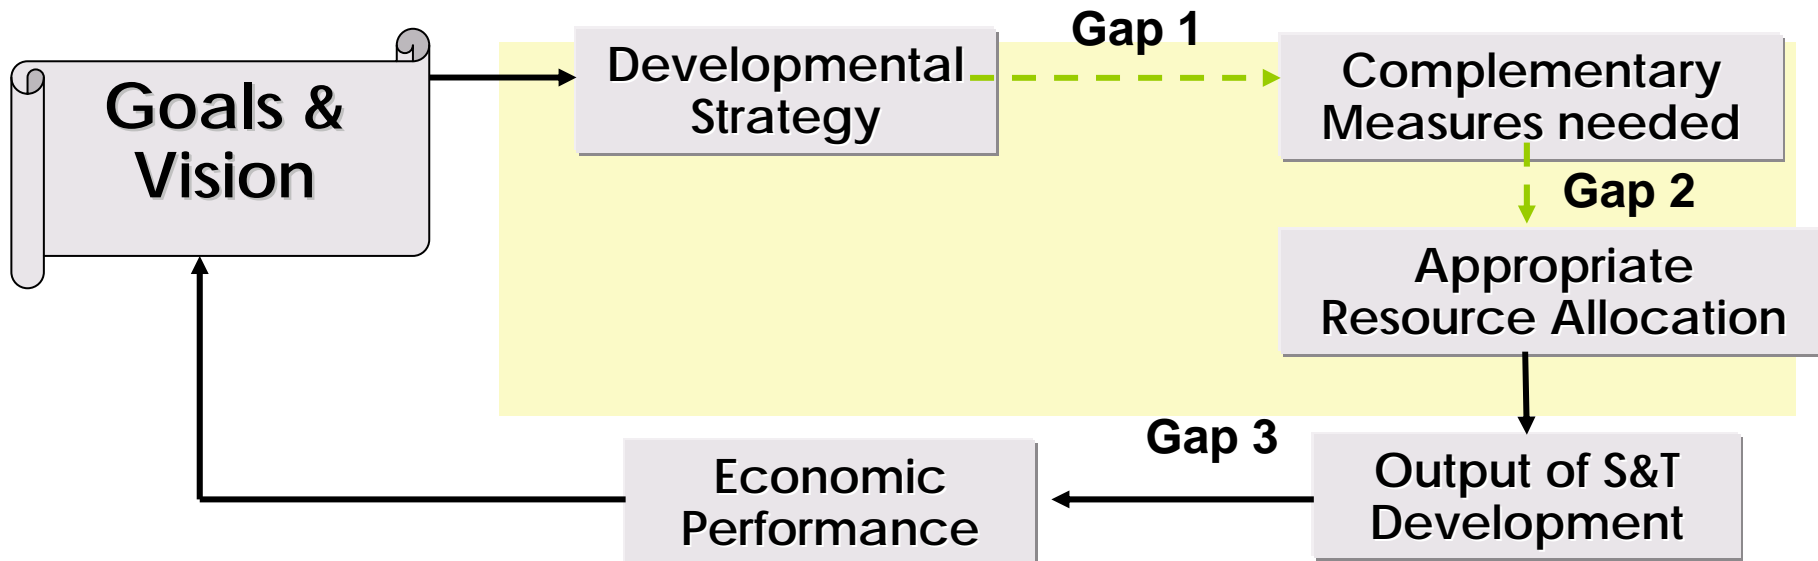 Goals &
Vision
Developmental
Strategy
Gap 1
Complementary
Measures needed
Gap 2
Appropriate
Resource Allocation
Gap 3
Output of S&T
Development
Economic
Performance